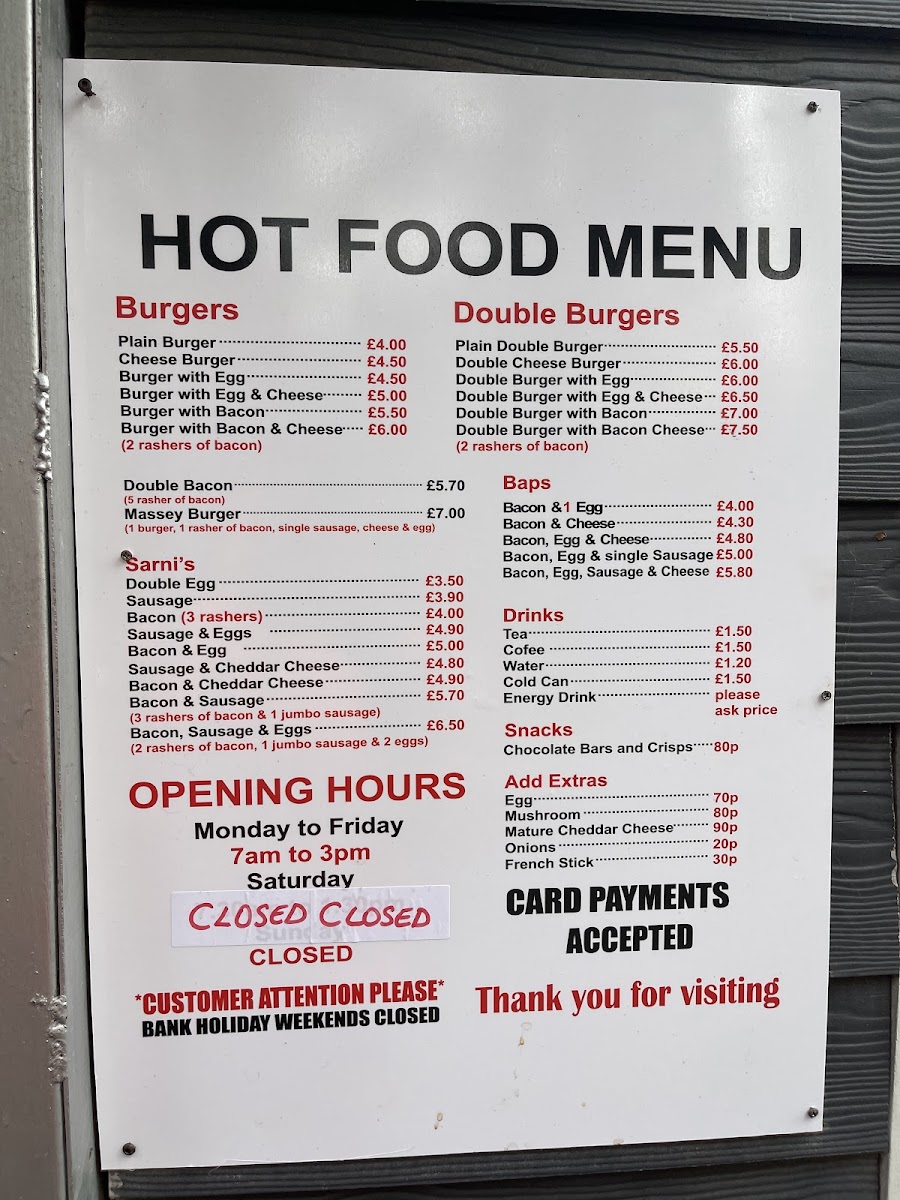 HOT FOOD MENU
Burgers
Plain Burger £4.00
Cheese Burger £4.50
Burger with Egg £4.50
Burger with Egg & Cheese £5.00
Burger with Bacon £5.50
Burger with Bacon & Cheese £6.00
(2 rashers of bacon)
Double Burgers
Plain Double Burger £5.50
Double Cheese Burger £6.00
Double Burger with Egg £6.00
Double Burger with Egg & Cheese £6.50
Double Burger with Bacon £7.00
Double Burger with Bacon Cheese £7.50
(2 rashers of bacon)
Double Bacon £5.70
(5 rasher of bacon)
Massey Burger £7.00
(1 burger, 1 rasher of bacon, single sausage, cheese & egg)
Sarni's
Double Egg £3.50
Sausage £3.90
Bacon (3 rashers) £4.00
Sausage & Eggs £4.90
Bacon & Egg £5.00
Sausage & Cheddar Cheese £4.80
Bacon & Cheddar Cheese £4.90
Bacon & Sausage £5.70
(3 rashers of bacon & 1 jumbo sausage)
Bacon, Sausage & Eggs £6.50
(2 rashers of bacon, 1 jumbo sausage & 2 eggs)
Baps
Bacon &1 Egg £4.00
Bacon & Cheese £4.30
Bacon, Egg & Cheese £4.80
Bacon, Egg & single Sausage £5.00
Bacon, Egg, Sausage & Cheese £5.80
Drinks
Tea £1.50
Cofee £1.50
Water £1.20
Cold Can £1.50
Energy Drink please
ask price
Snacks
Chocolate Bars and Crisps 80p
Add Extras
Egg 70p
Mushroom 80p
Mature Cheddar Cheese 90p
Onions 20p
French Stick 30p
OPENING HOURS
Monday to Friday
7am to 3pm
Saturday
CLOSED CLOSED
Sunday
CLOSED
*CUSTOMER ATTENTION PLEASE*
BANK HOLIDAY WEEKENDS CLOSED
CARD PAYMENTS
ACCEPTED
Thank you for visiting